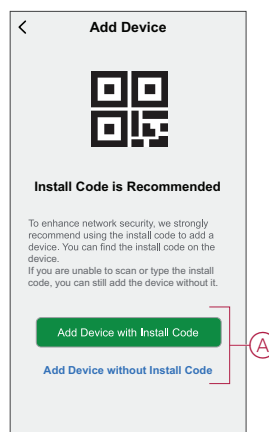 Add Device
Install Code is Recommended
To enhance network security, we strongly
recommend using the install code to add a
device. You can find the install code on the
device.
If you are unable to scan or type the install
code, you can still add the device without it.
Add Device with Install Code
A
Add Device without Install Code